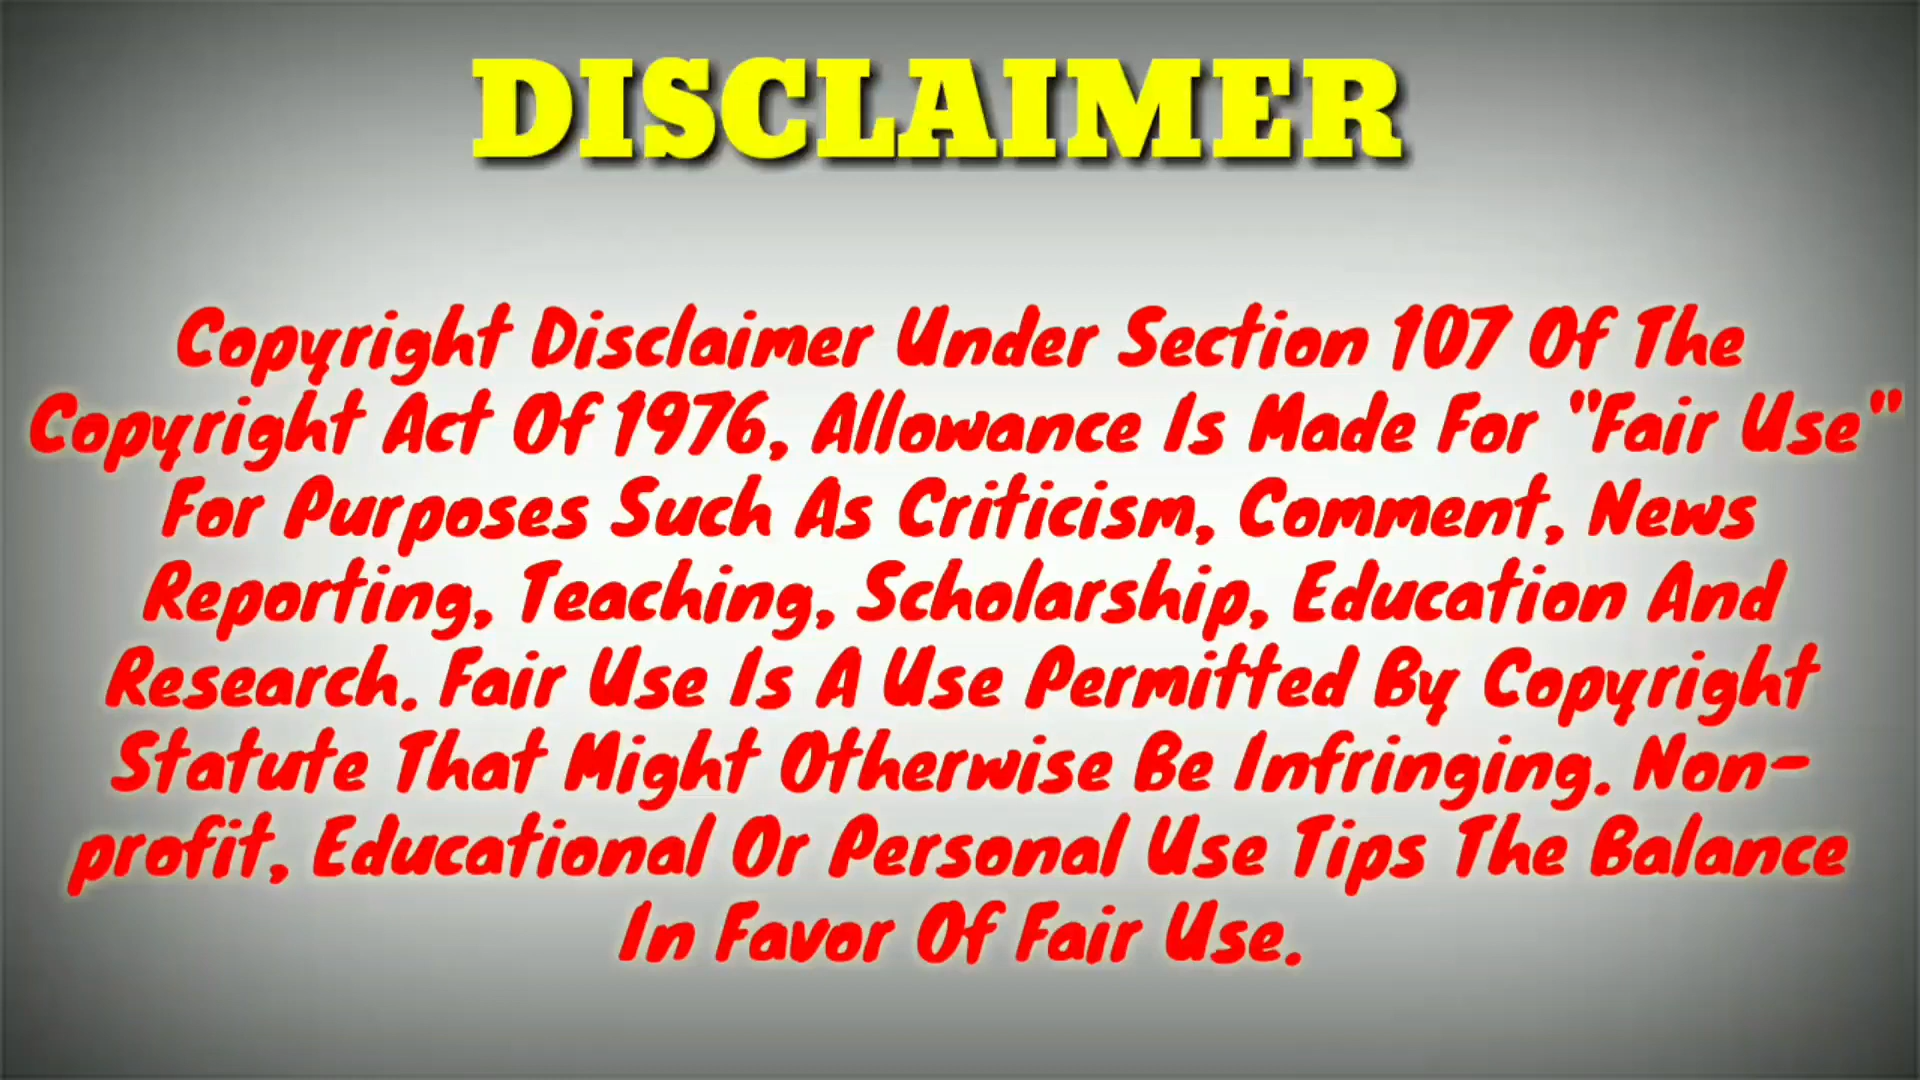 DISCLAIMER
Copyright Disclaimer Under Section 107 Of The
Copyright Act Of 1976, Allowance Is Made For "Fair Use"
For Purposes Such As Criticism, Comment, News
Reporting, Teaching, Scholarship, Education And
Research. Fair Use Is A Use Permitted By Copyright
Statute That Might Otherwise Be Infringing. Non-
profit, Educational Or Personal Use Tips The Balance
In Favor Of Fair Use.